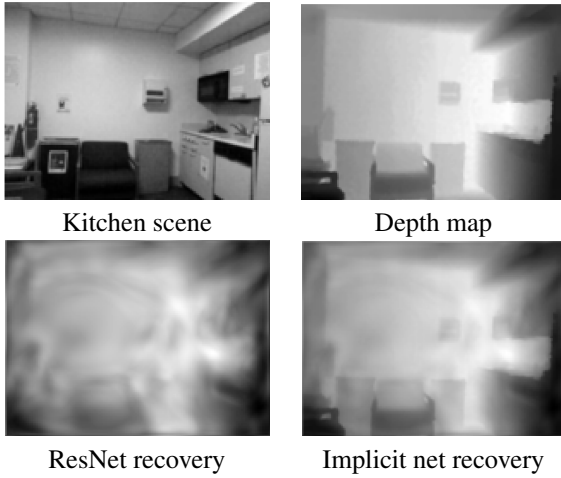 Kitchen scene
Depth map
ResNet recovery
Implicit net recovery